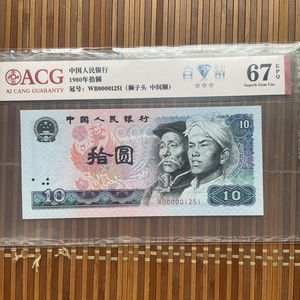 ACG
AI CANG GUARANTY
中国人民银行
1980年拾圆
冠号：WB00001251（狮子头 中间顺）
67 EPQ
Superb Gem Unc
中国人民银行
10
拾圆
WB00001251
10
10